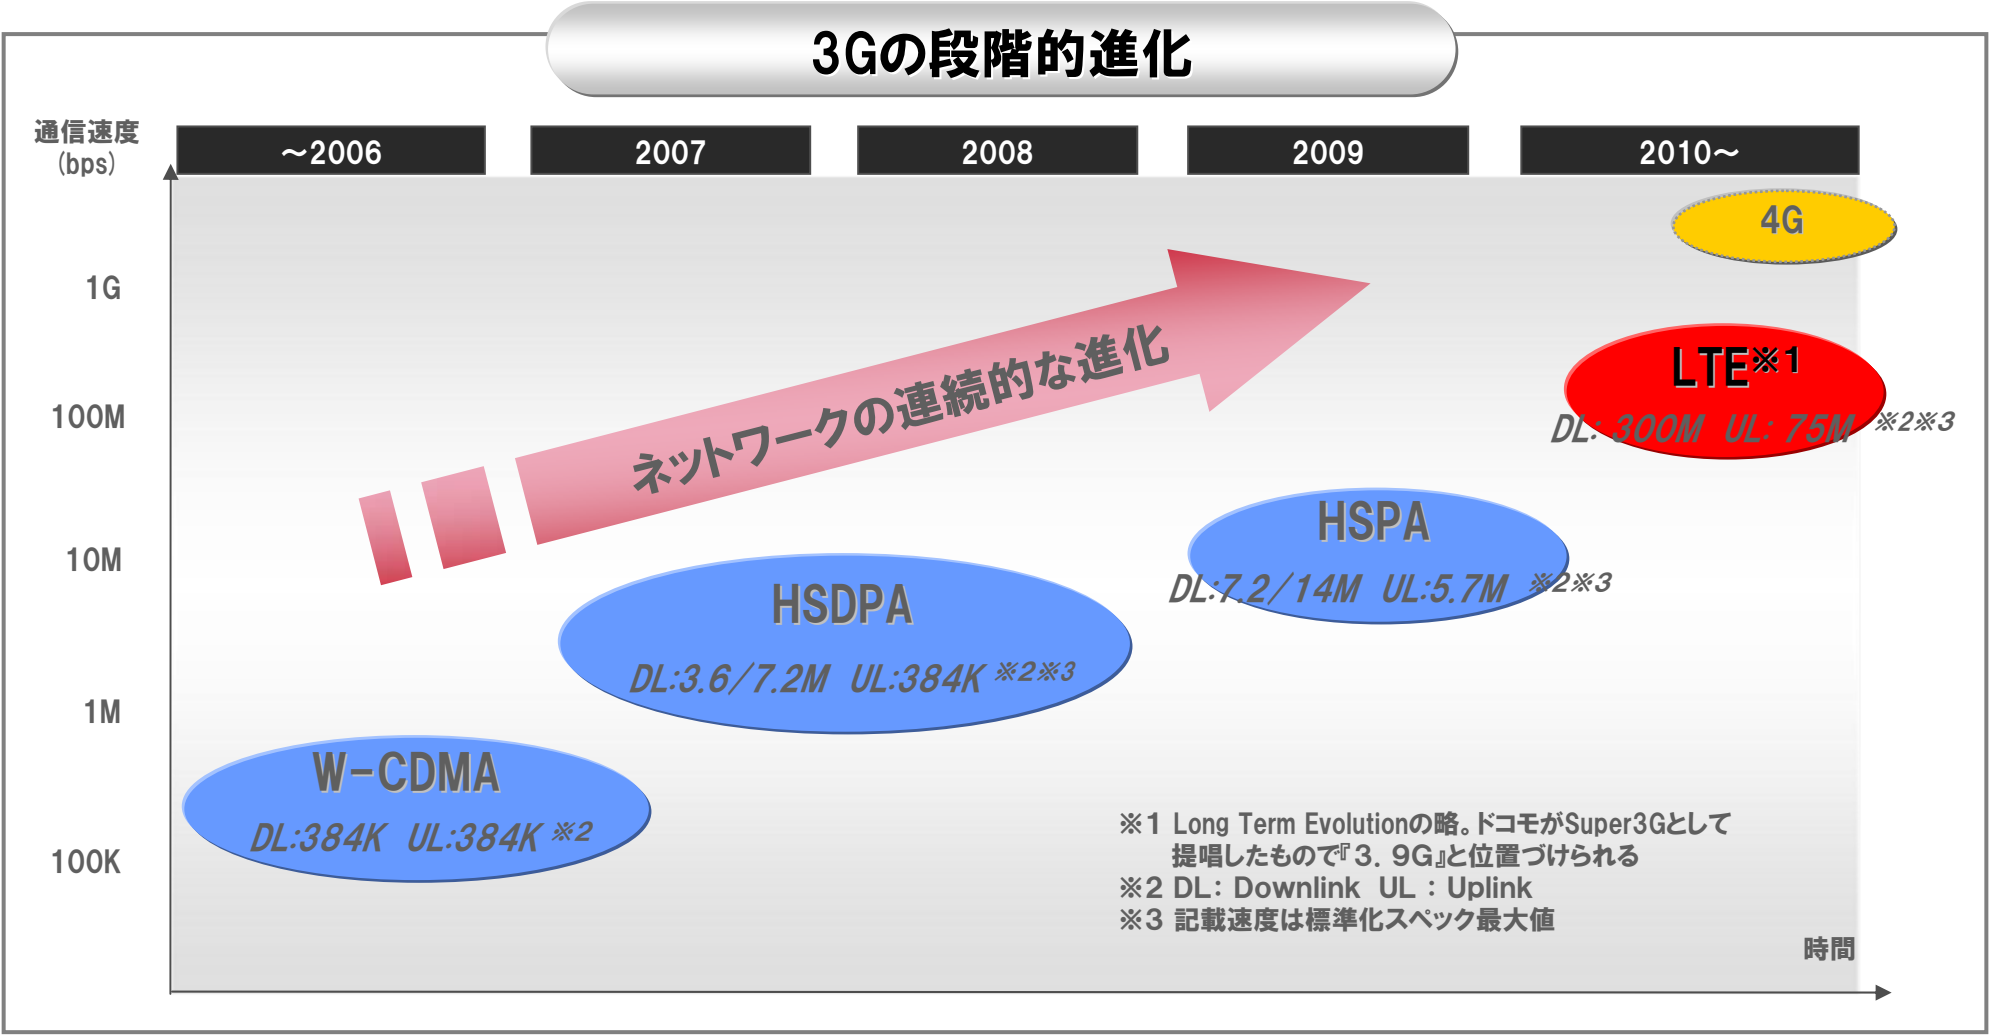 3Gの段階的進化
通信速度
(bps)
～2006
2007
2008
2009
2010～
4G
1G
LTE※1
DL: 300M UL: 75M ※2※3
ネットワークの連続的な進化
100M
HSPA
DL:7.2/14M UL:5.7M ※2※3
10M
HSDPA
DL:3.6/7.2M UL:384K ※2※3
1M
W-CDMA
DL:384K UL:384K ※2
100K
※1 Long Term Evolutionの略。ドコモがSuper3Gとして
提唱したもので『３．９G』と位置づけられる
※2 DL： Downlink UL ： Uplink
※3 記載速度は標準化スペック最大値
時間